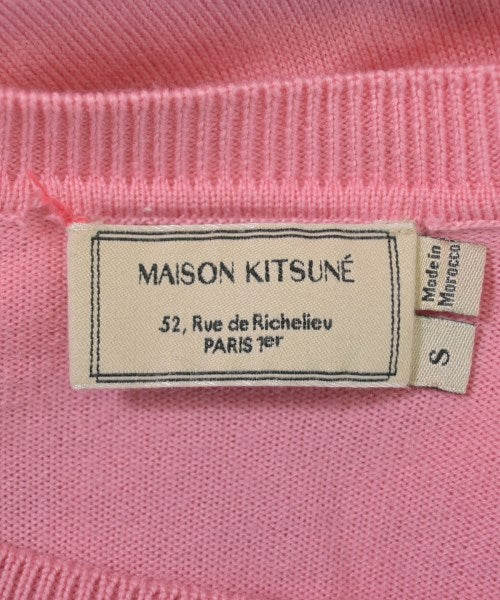 MAISON KITSUNÉ
52, Rue de Richelieu
PARIS 1er
Made in
Morocco
S